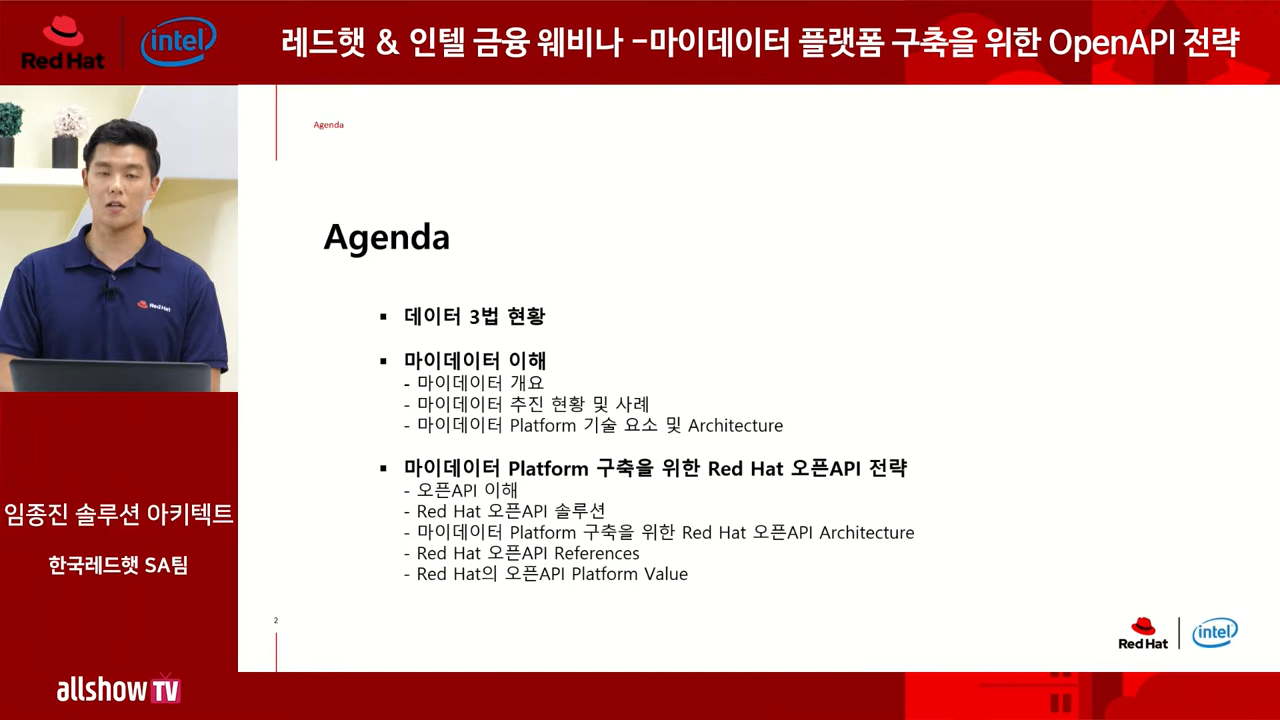 Red Hat
intel
레드햇 & 인텔 금융 웨비나 -마이데이터 플랫폼 구축을 위한 OpenAPI 전략
Agenda
Agenda
▪ 데이터 3법 현황
▪ 마이데이터 이해
- 마이데이터 개요
- 마이데이터 추진 현황 및 사례
- 마이데이터 Platform 기술 요소 및 Architecture
▪ 마이데이터 Platform 구축을 위한 Red Hat 오픈API 전략
- 오픈API 이해
- Red Hat 오픈API 솔루션
- 마이데이터 Platform 구축을 위한 Red Hat 오픈API Architecture
- Red Hat 오픈API References
- Red Hat의 오픈API Platform Value
Red Hat
임종진 솔루션 아키텍트
한국레드햇 SA팀
2
Red Hat
intel
allshow TV